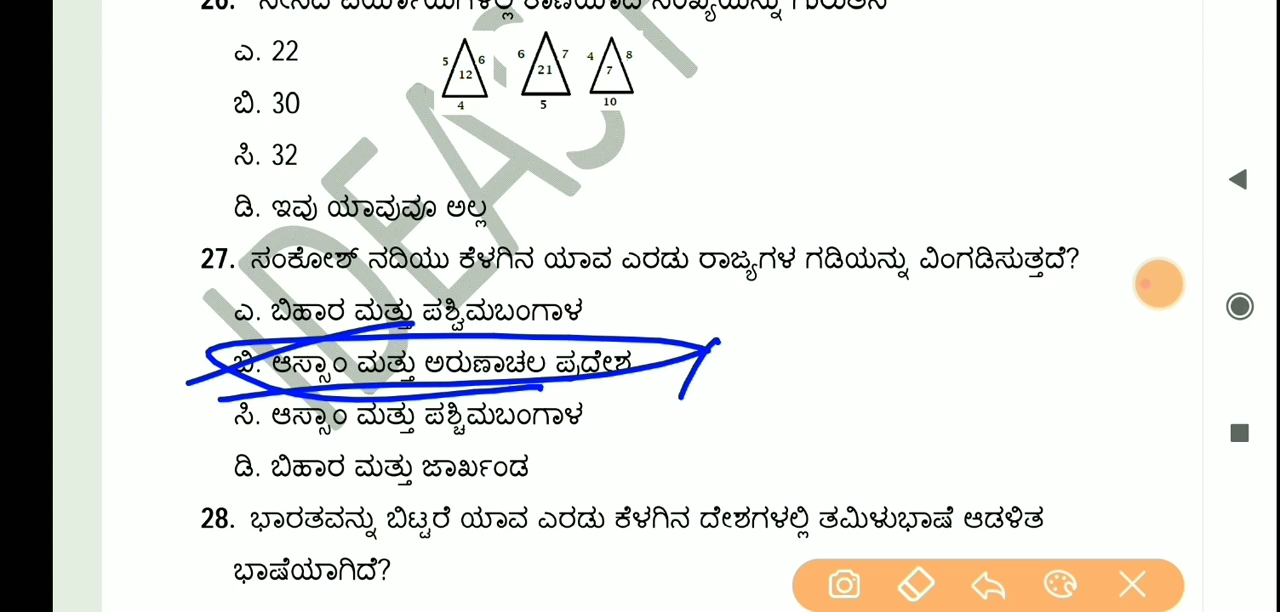 ಎ. 22
5 6 12 4
6 7 21 5
4 8 7 10
ಬಿ. 30
ಸಿ. 32
ಡಿ. ಇವು ಯಾವುವೂ ಅಲ್ಲ
27. ಸಂಕೋಶ್ ನದಿಯು ಕೆಳಗಿನ ಯಾವ ಎರಡು ರಾಜ್ಯಗಳ ಗಡಿಯನ್ನು ವಿಂಗಡಿಸುತ್ತದೆ?
ಎ. ಬಿಹಾರ ಮತ್ತು ಪಶ್ಚಿಮಬಂಗಾಳ
ಬಿ. ಆಸ್ಸಾಂ ಮತ್ತು ಅರುಣಾಚಲ ಪ್ರದೇಶ
ಸಿ. ಆಸ್ಸಾಂ ಮತ್ತು ಪಶ್ಚಿಮಬಂಗಾಳ
ಡಿ. ಬಿಹಾರ ಮತ್ತು ಜಾರ್ಖಂಡ
28. ಭಾರತವನ್ನು ಬಿಟ್ಟರೆ ಯಾವ ಎರಡು ಕೆಳಗಿನ ದೇಶಗಳಲ್ಲಿ ತಮಿಳುಭಾಷೆ ಆಡಳಿತ
ಭಾಷೆಯಾಗಿದೆ?